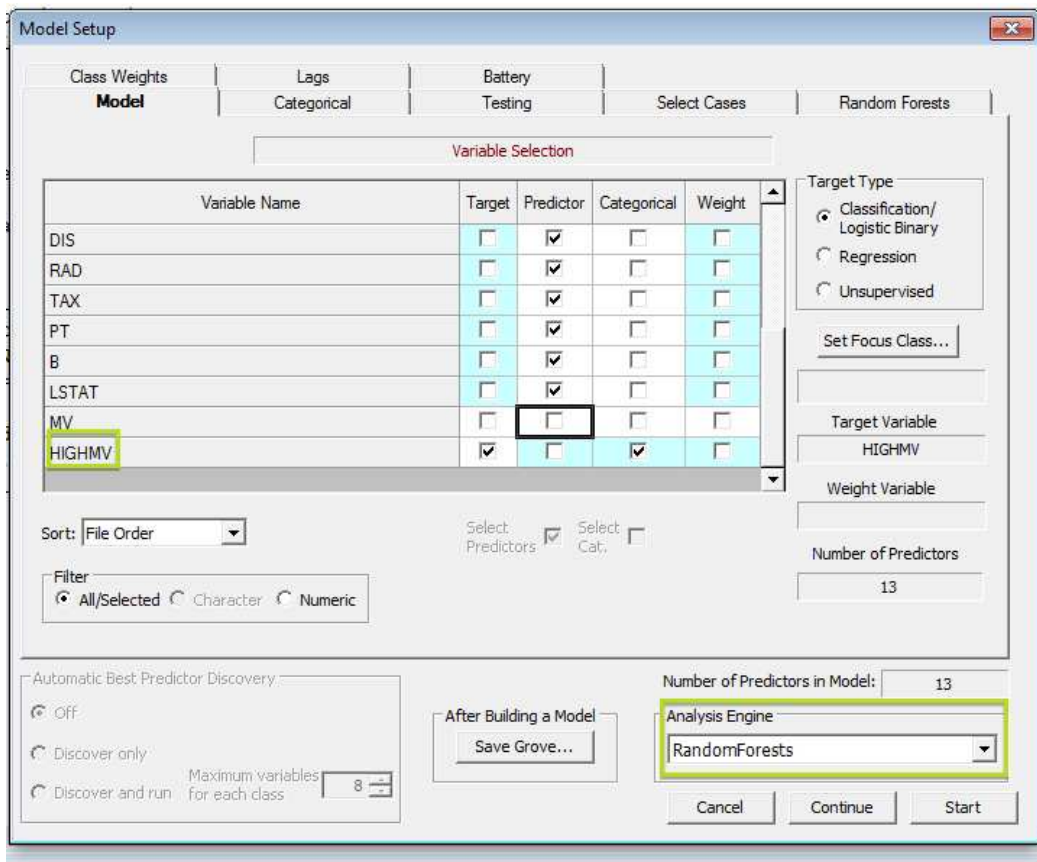 Model Setup
Class Weights
Lags
Battery
Model
Categorical
Testing
Select Cases
Random Forests
Variable Selection
Variable Name
Target
Predictor
Categorical
Weight
DIS
RAD
TAX
PT
B
LSTAT
MV
HIGHMV
Target Type
Classification/
Logistic Binary
Regression
Unsupervised
Set Focus Class...
Target Variable
HIGHMV
Weight Variable
Number of Predictors
13
Sort:
File Order
Select
Predictors
Select
Cat.
Filter
All/Selected
Character
Numeric
Automatic Best Predictor Discovery
Off
Discover only
Discover and run
Maximum variables
for each class
8
After Building a Model
Save Grove...
Number of Predictors in Model:
13
Analysis Engine
RandomForests
Cancel
Continue
Start